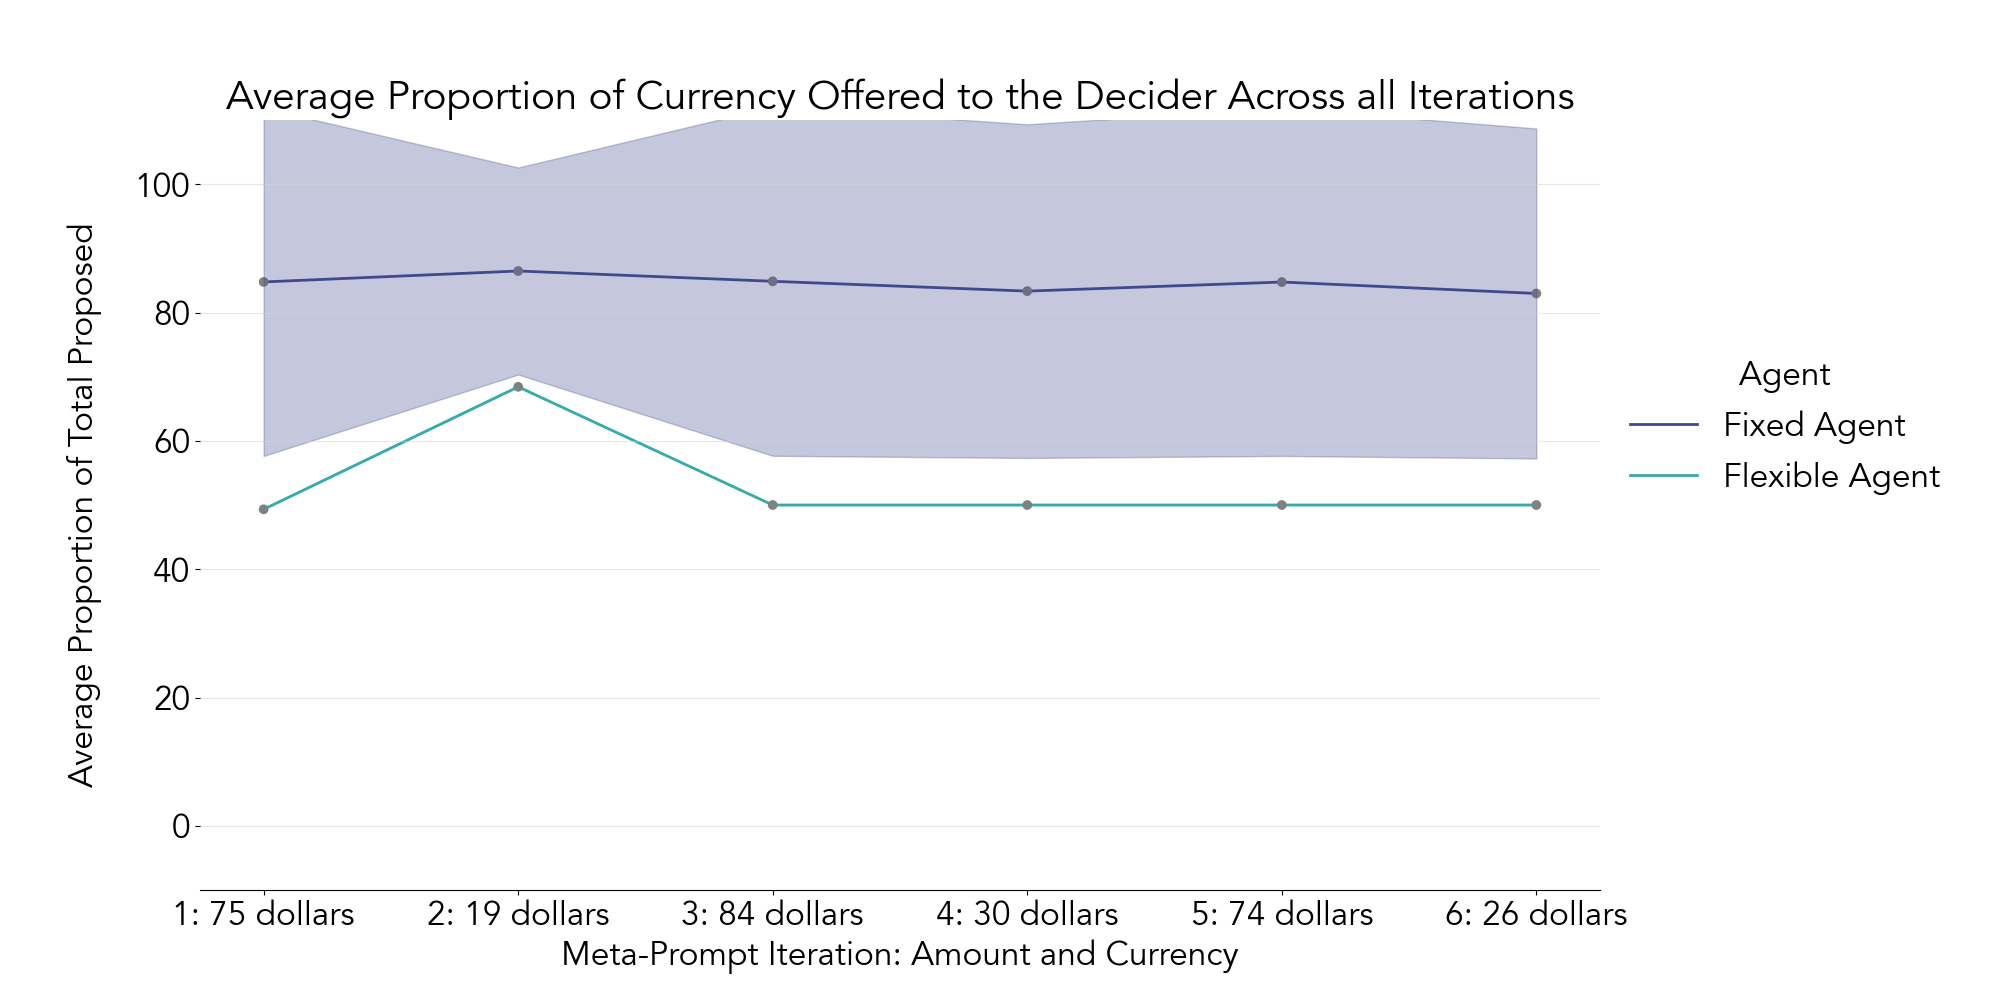 Average Proportion of Currency Offered to the Decider Across all Iterations
Average Proportion of Total Proposed
100
80
60
40
20
0
1: 75 dollars
2: 19 dollars
3: 84 dollars
4: 30 dollars
5: 74 dollars
6: 26 dollars
Meta-Prompt Iteration: Amount and Currency
Agent
Fixed Agent
Flexible Agent